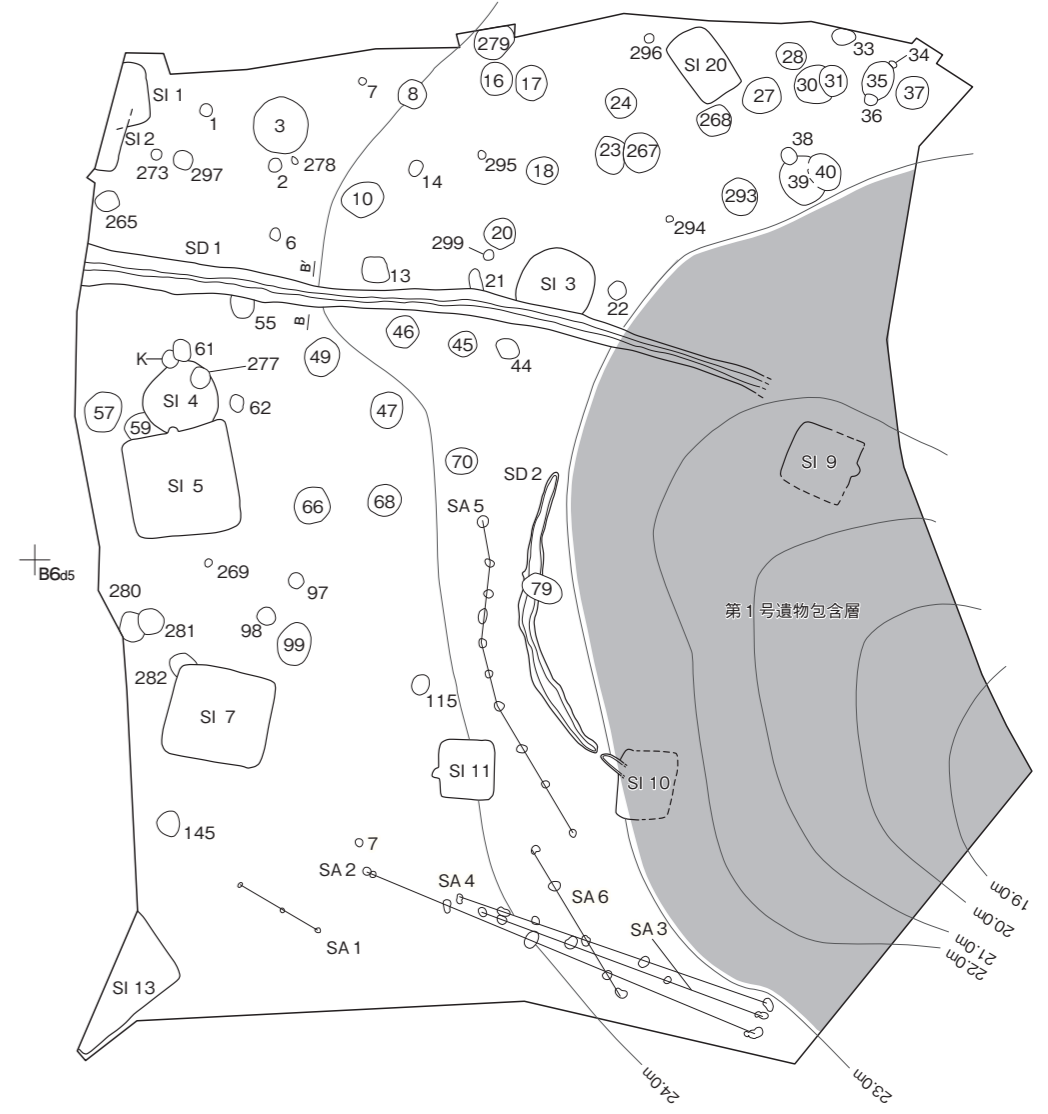 279
296
33
34
SI 20
28
16
17
30
31
35
37
7
8
24
27
36
SI 1
1
3
268
SI 2
38
273
297
2
278
14
295
18
23
267
39
40
265
10
293
6
294
SD 1
B'
13
299
20
21
SI 3
22
55
B
46
45
44
49
K
61
277
57
59
SI 4
62
47
70
SD 2
SI 9
SI 5
66
68
SA 5
B6d5
269
97
79
第1号遺物包含層
280
281
98
99
282
115
SI 7
SI 11
SI 10
145
7
SA 2
SA 4
SA 6
SA 3
SA 1
SI 13
19.0m
20.0m
21.0m
22.0m
23.0m
24.0m